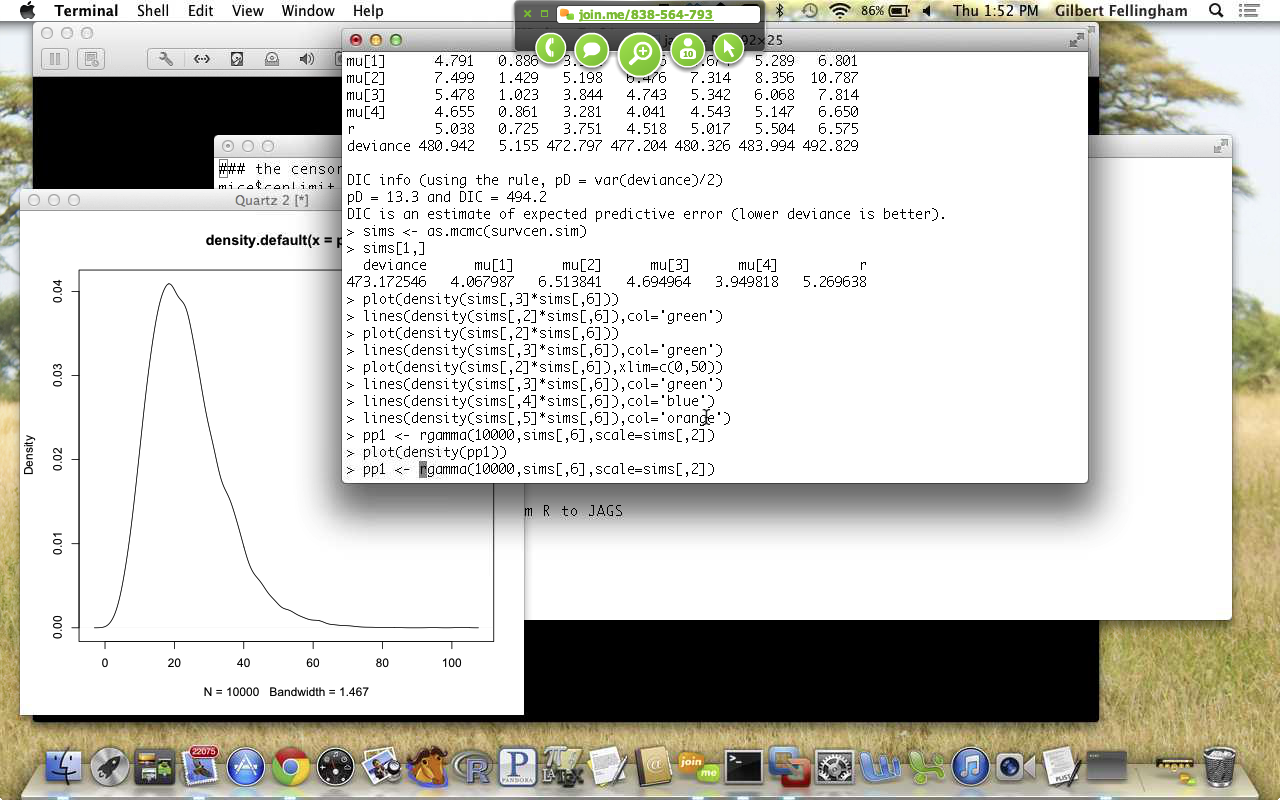 Terminal Shell Edit View Window Help
join.me/838-564-793
86% Thu 1:52 PM Gilbert Fellingham
92×25
10
mu[1] 4.791 0.886 5.289 6.801
mu[2] 7.499 1.429 5.198 6.476 7.314 8.356 10.787
mu[3] 5.478 1.023 3.844 4.743 5.342 6.068 7.814
mu[4] 4.655 0.861 3.281 4.041 4.543 5.147 6.650
r 5.038 0.725 3.751 4.518 5.017 5.504 6.575
deviance 480.942 5.155 472.797 477.204 480.326 483.994 492.829
DIC info (using the rule, pD = var(deviance)/2)
pD = 13.3 and DIC = 494.2
DIC is an estimate of expected predictive error (lower deviance is better).
> sims <- as.mcmc(survcen.sim)
> sims[1,]
deviance mu[1] mu[2] mu[3] mu[4] r
473.172546 4.067987 6.513841 4.694964 3.949818 5.269638
> plot(density(sims[,3]*sims[,6]))
> lines(density(sims[,2]*sims[,6]),col='green')
> plot(density(sims[,2]*sims[,6]))
> lines(density(sims[,3]*sims[,6]),col='green')
> plot(density(sims[,2]*sims[,6]),xlim=c(0,50))
> lines(density(sims[,3]*sims[,6]),col='green')
> lines(density(sims[,4]*sims[,6]),col='blue')
> lines(density(sims[,5]*sims[,6]),col='orange')
> pp1 <- rgamma(10000,sims[,6],scale=sims[,2])
> plot(density(pp1))
> pp1 <- rgamma(10000,sims[,6],scale=sims[,2])
### the censor
mice$cenlimit
m R to JAGS
Quartz 2 [*]
density.default(x = p
Density
0.04
0.03
0.02
0.01
0.00
0 20 40 60 80 100
N = 10000 Bandwidth = 1.467
22075
R
P
PANDORA
TEX
@
join
me
PLIST